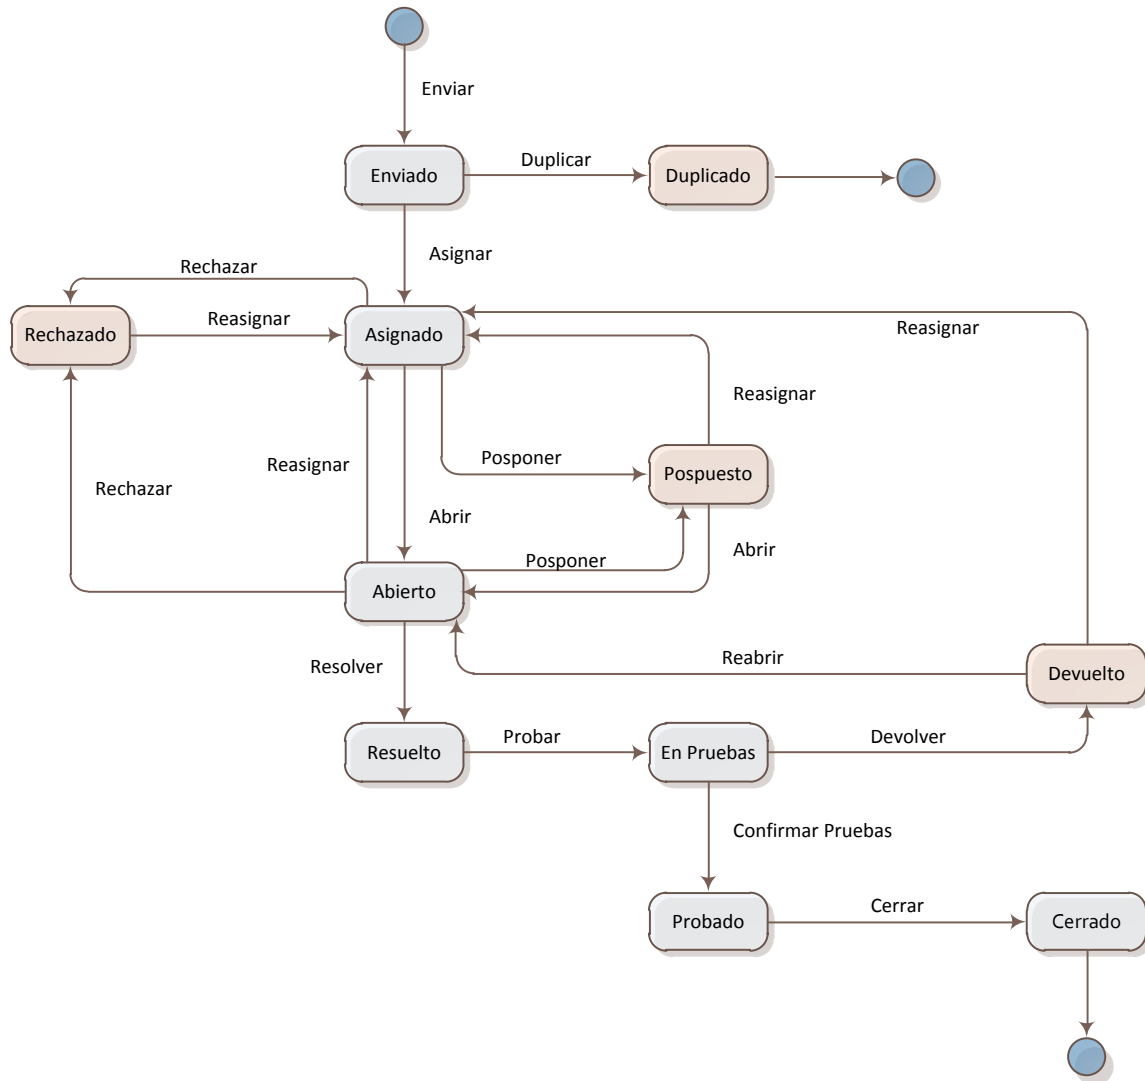 Enviar
Enviado
Duplicar
Duplicado
Asignar
Rechazar
Rechazado
Reasignar
Asignado
Reasignar
Reasignar
Reasignar
Posponer
Pospuesto
Rechazar
Abrir
Abrir
Posponer
Abierto
Resolver
Reabrir
Devuelto
Resuelto
Probar
En Pruebas
Devolver
Confirmar Pruebas
Probado
Cerrar
Cerrado